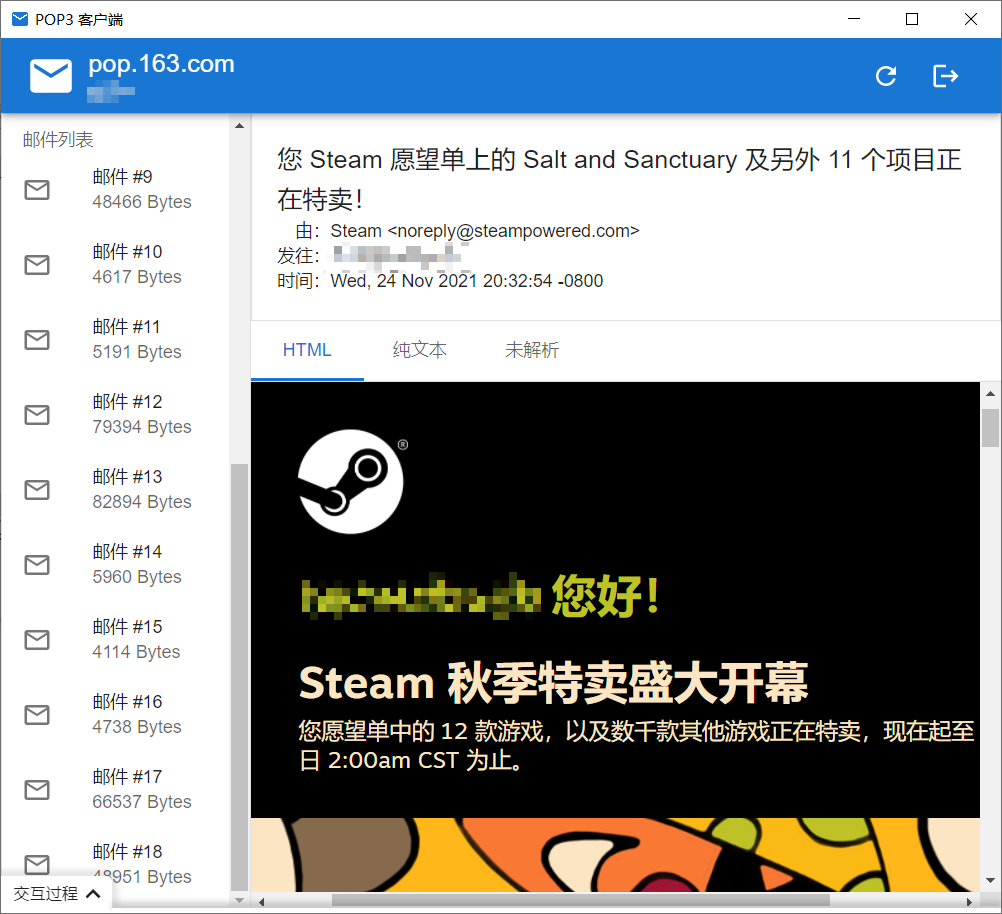 POP3 客户端
pop.163.com
邮件列表
邮件 #9
48466 Bytes
邮件 #10
4617 Bytes
邮件 #11
5191 Bytes
邮件 #12
79394 Bytes
邮件 #13
82894 Bytes
邮件 #14
5960 Bytes
邮件 #15
4114 Bytes
邮件 #16
4738 Bytes
邮件 #17
66537 Bytes
邮件 #18
48951 Bytes
交互过程
您 Steam 愿望单上的 Salt and Sanctuary 及另外 11 个项目正
在特卖！
由： Steam <noreply@steampowered.com>
发往：
时间： Wed, 24 Nov 2021 20:32:54 -0800
HTML 纯文本 未解析
®
您好！
Steam 秋季特卖盛大开幕
您愿望单中的 12 款游戏，以及数千款其他游戏正在特卖，现在起至
日 2:00am CST 为止。